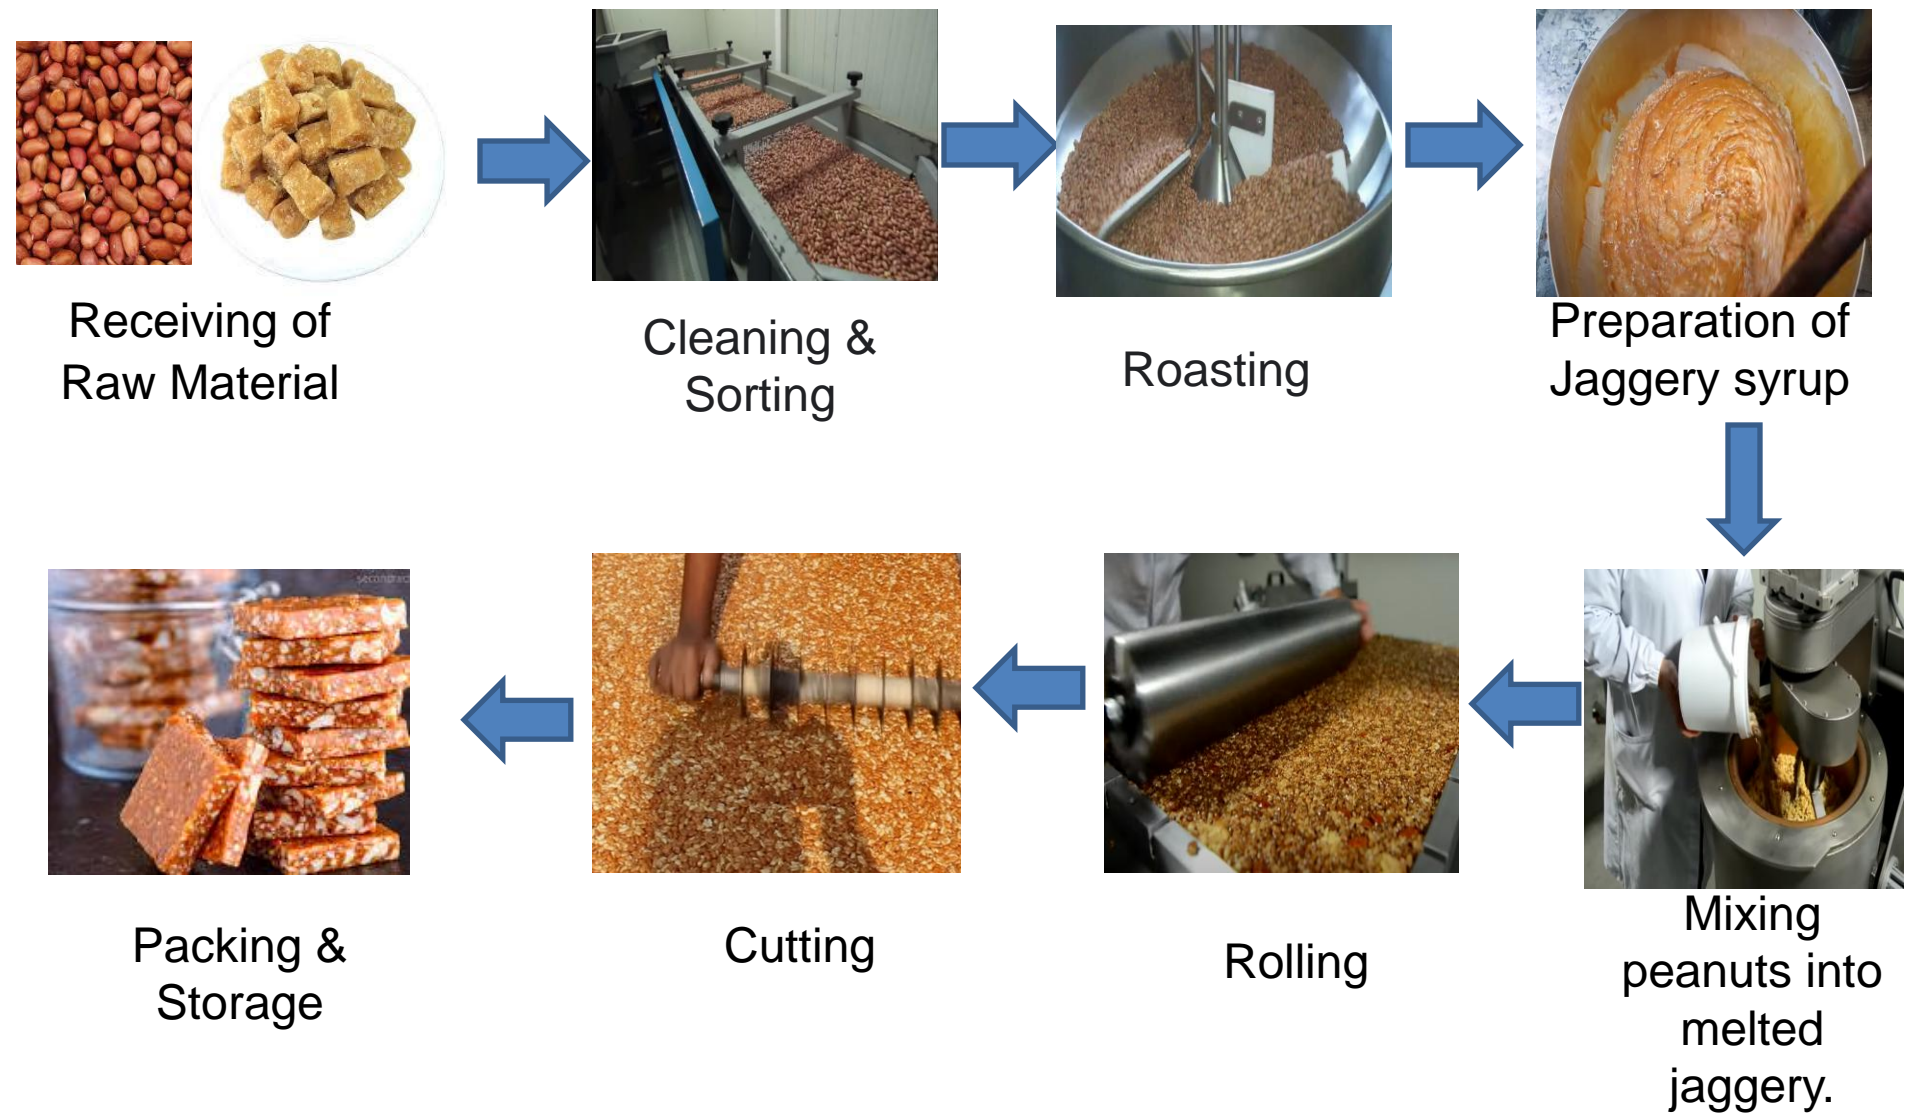 Receiving of
Raw Material
Cleaning &
Sorting
Roasting
Preparation of
Jaggery syrup
Mixing
peanuts into
melted
jaggery.
Rolling
Cutting
Packing &
Storage